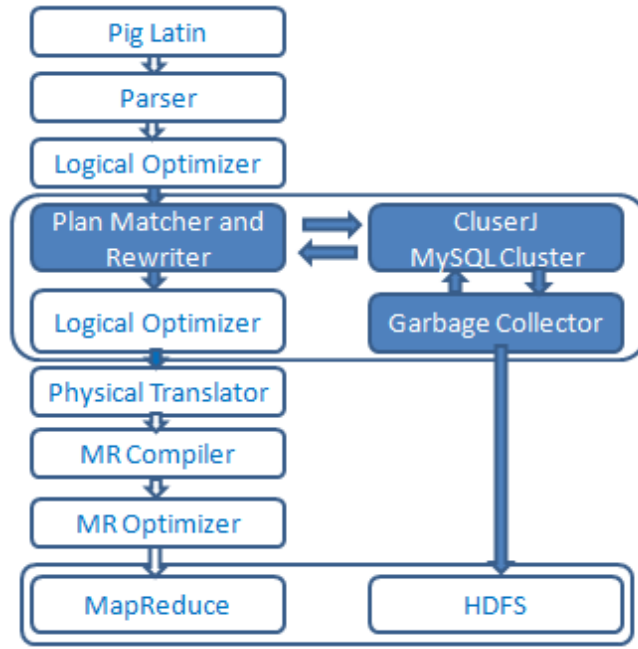 Pig Latin
Parser
Logical Optimizer
Plan Matcher and
Rewriter
CluserJ
MySQL Cluster
Logical Optimizer
Garbage Collector
Physical Translator
MR Compiler
MR Optimizer
MapReduce
HDFS